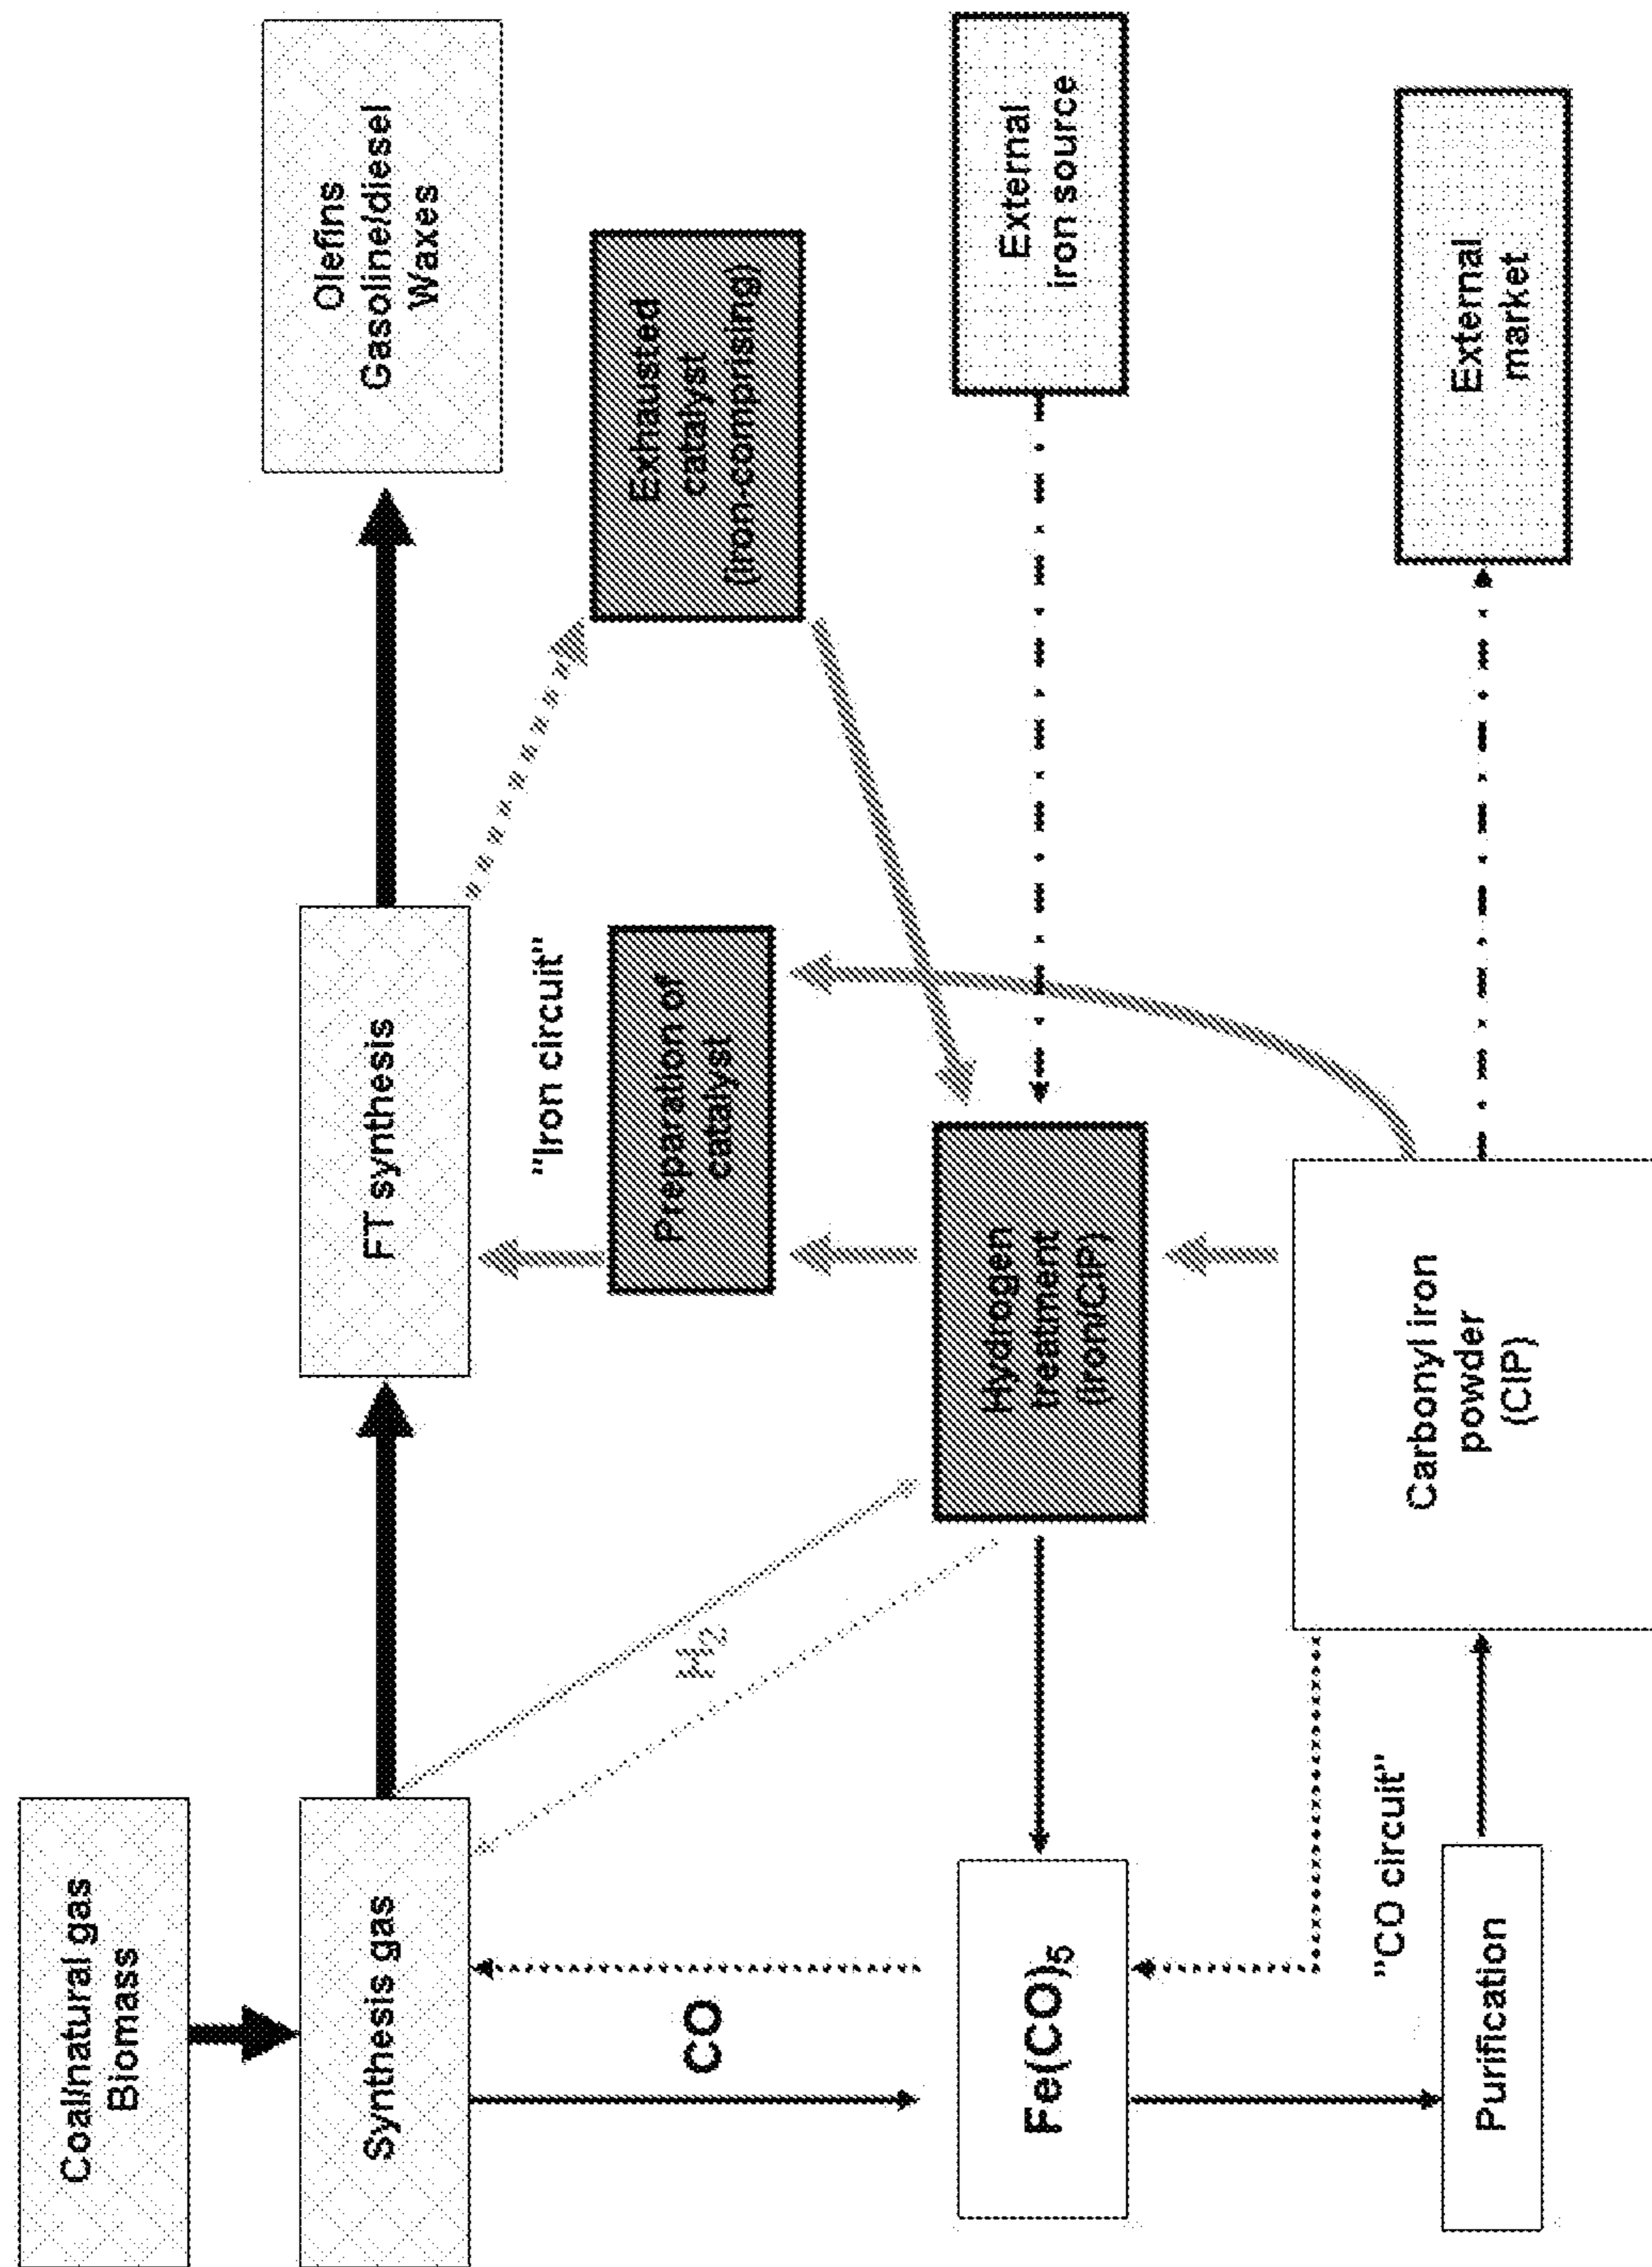 Coal/natural gas
Biomass
Synthesis gas
FT synthesis
Olefins
Gasoline/diesel
Waxes
"Iron circuit"
Exhausted
catalyst
(iron-comprising)
Preparation of
catalyst
H₂
CO
Fe(CO)₅
Hydrogen
treatment
(iron/CIP)
External
iron source
"CO circuit"
Purification
Carbonyl iron
powder
(CIP)
External
market